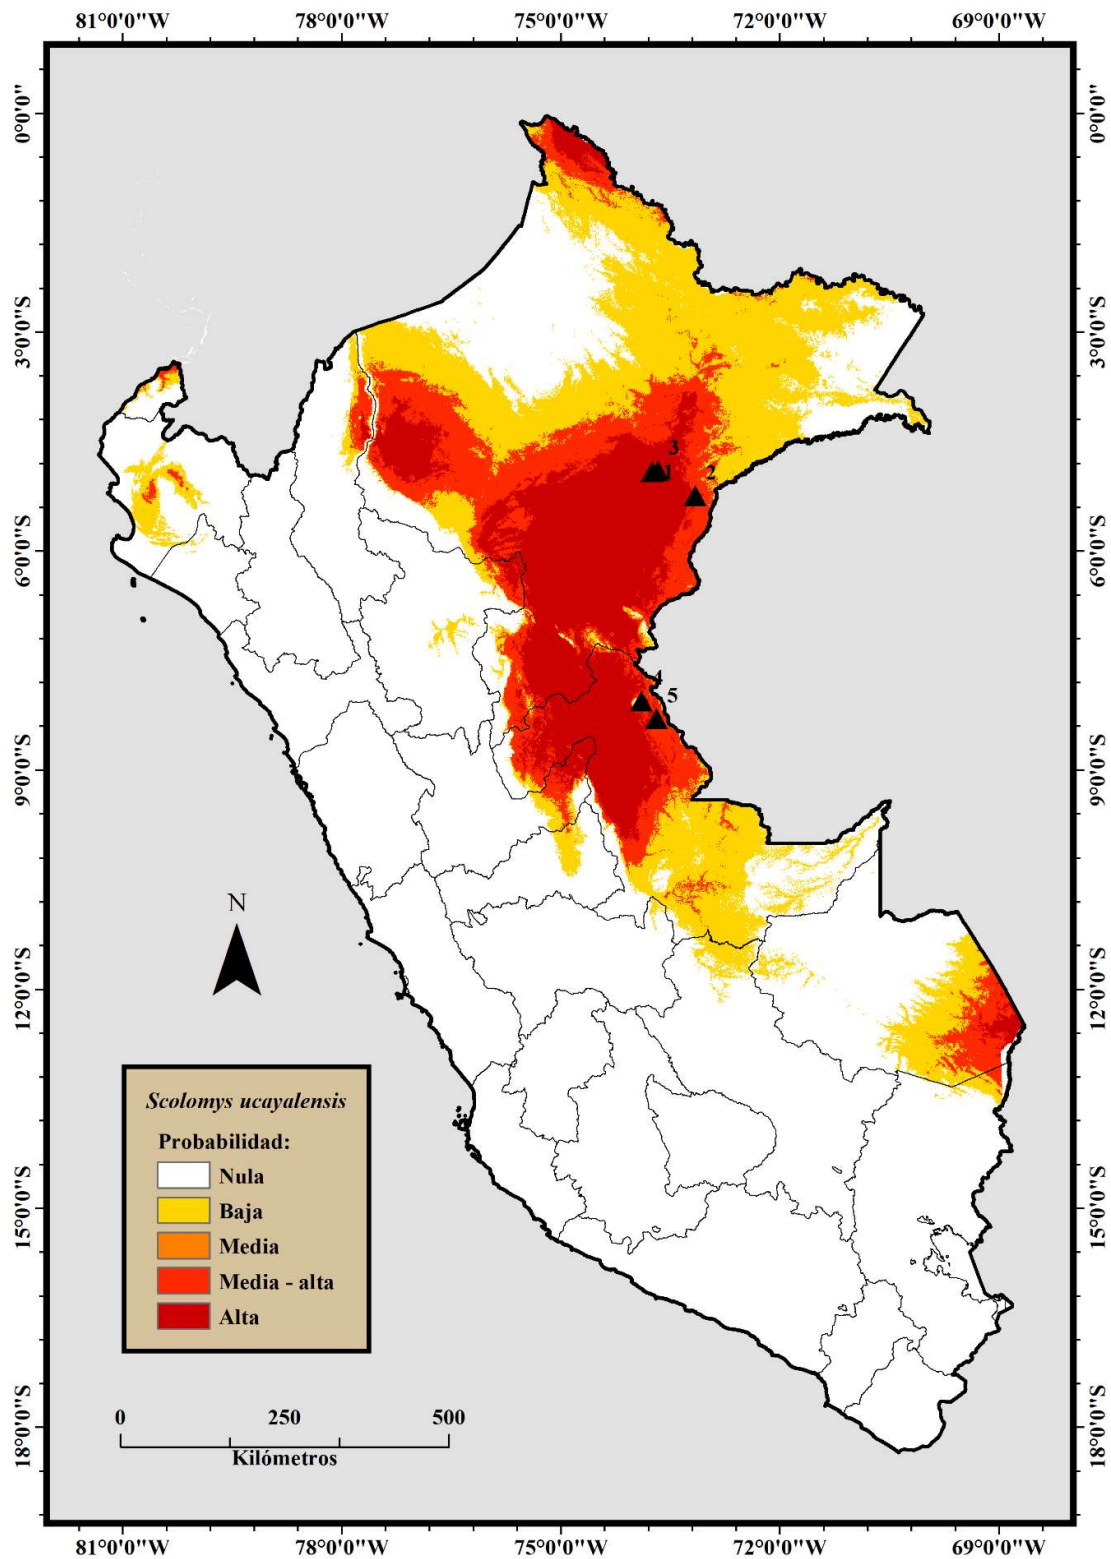 81°0'0"W 78°0'0"W 75°0'0"W 72°0'0"W 69°0'0"W
0°0'0"
0°0'0"
3°0'0"S
3°0'0"S
3
1
2
6°0'0"S
6°0'0"S
4
5
9°0'0"S
9°0'0"S
N
12°0'0"S
12°0'0"S
Scolomys ucayalensis
Probabilidad:
Nula
Baja
Media
Media - alta
Alta
15°0'0"S
15°0'0"S
0 250 500
Kilómetros
18°0'0"S
18°0'0"S
81°0'0"W 78°0'0"W 75°0'0"W 72°0'0"W 69°0'0"W